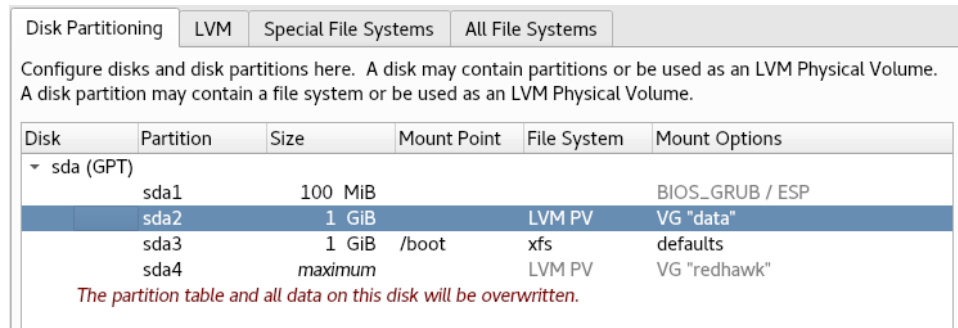 Disk Partitioning LVM Special File Systems All File Systems
Configure disks and disk partitions here. A disk may contain partitions or be used as an LVM Physical Volume.
A disk partition may contain a file system or be used as an LVM Physical Volume.
Disk Partition Size Mount Point File System Mount Options
sda (GPT)
sda1 100 MiB BIOS_GRUB / ESP
sda2 1 GiB LVM PV VG "data"
sda3 1 GiB /boot xfs defaults
sda4 maximum LVM PV VG "redhawk"
The partition table and all data on this disk will be overwritten.